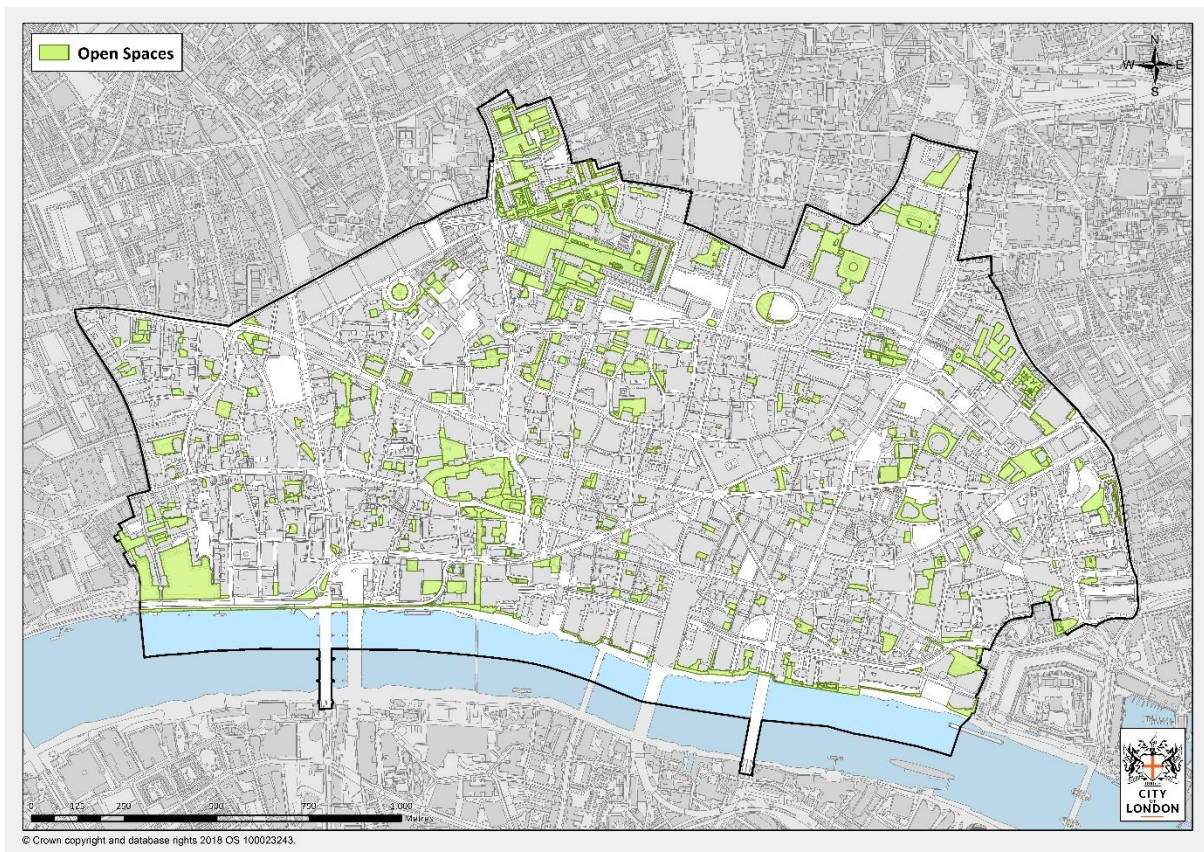 Open Spaces
N
W E
S
0 125 250 500 750 1,000
Metres
CITY
OF
LONDON
© Crown copyright and database rights 2018 OS 100023243.